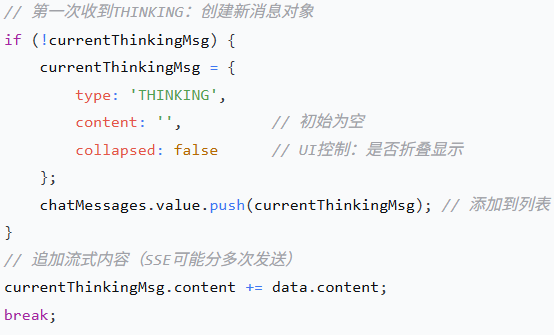 // 第一次收到THINKING: 创建新消息对象
if (!currentThinkingMsg) {
    currentThinkingMsg = {
        type: 'THINKING',
        content: '',          // 初始为空
        collapsed: false      // UI控制: 是否折叠显示
    };
    chatMessages.value.push(currentThinkingMsg); // 添加到列表
}
// 追加流式内容（SSE可能分多次发送）
currentThinkingMsg.content += data.content;
break;